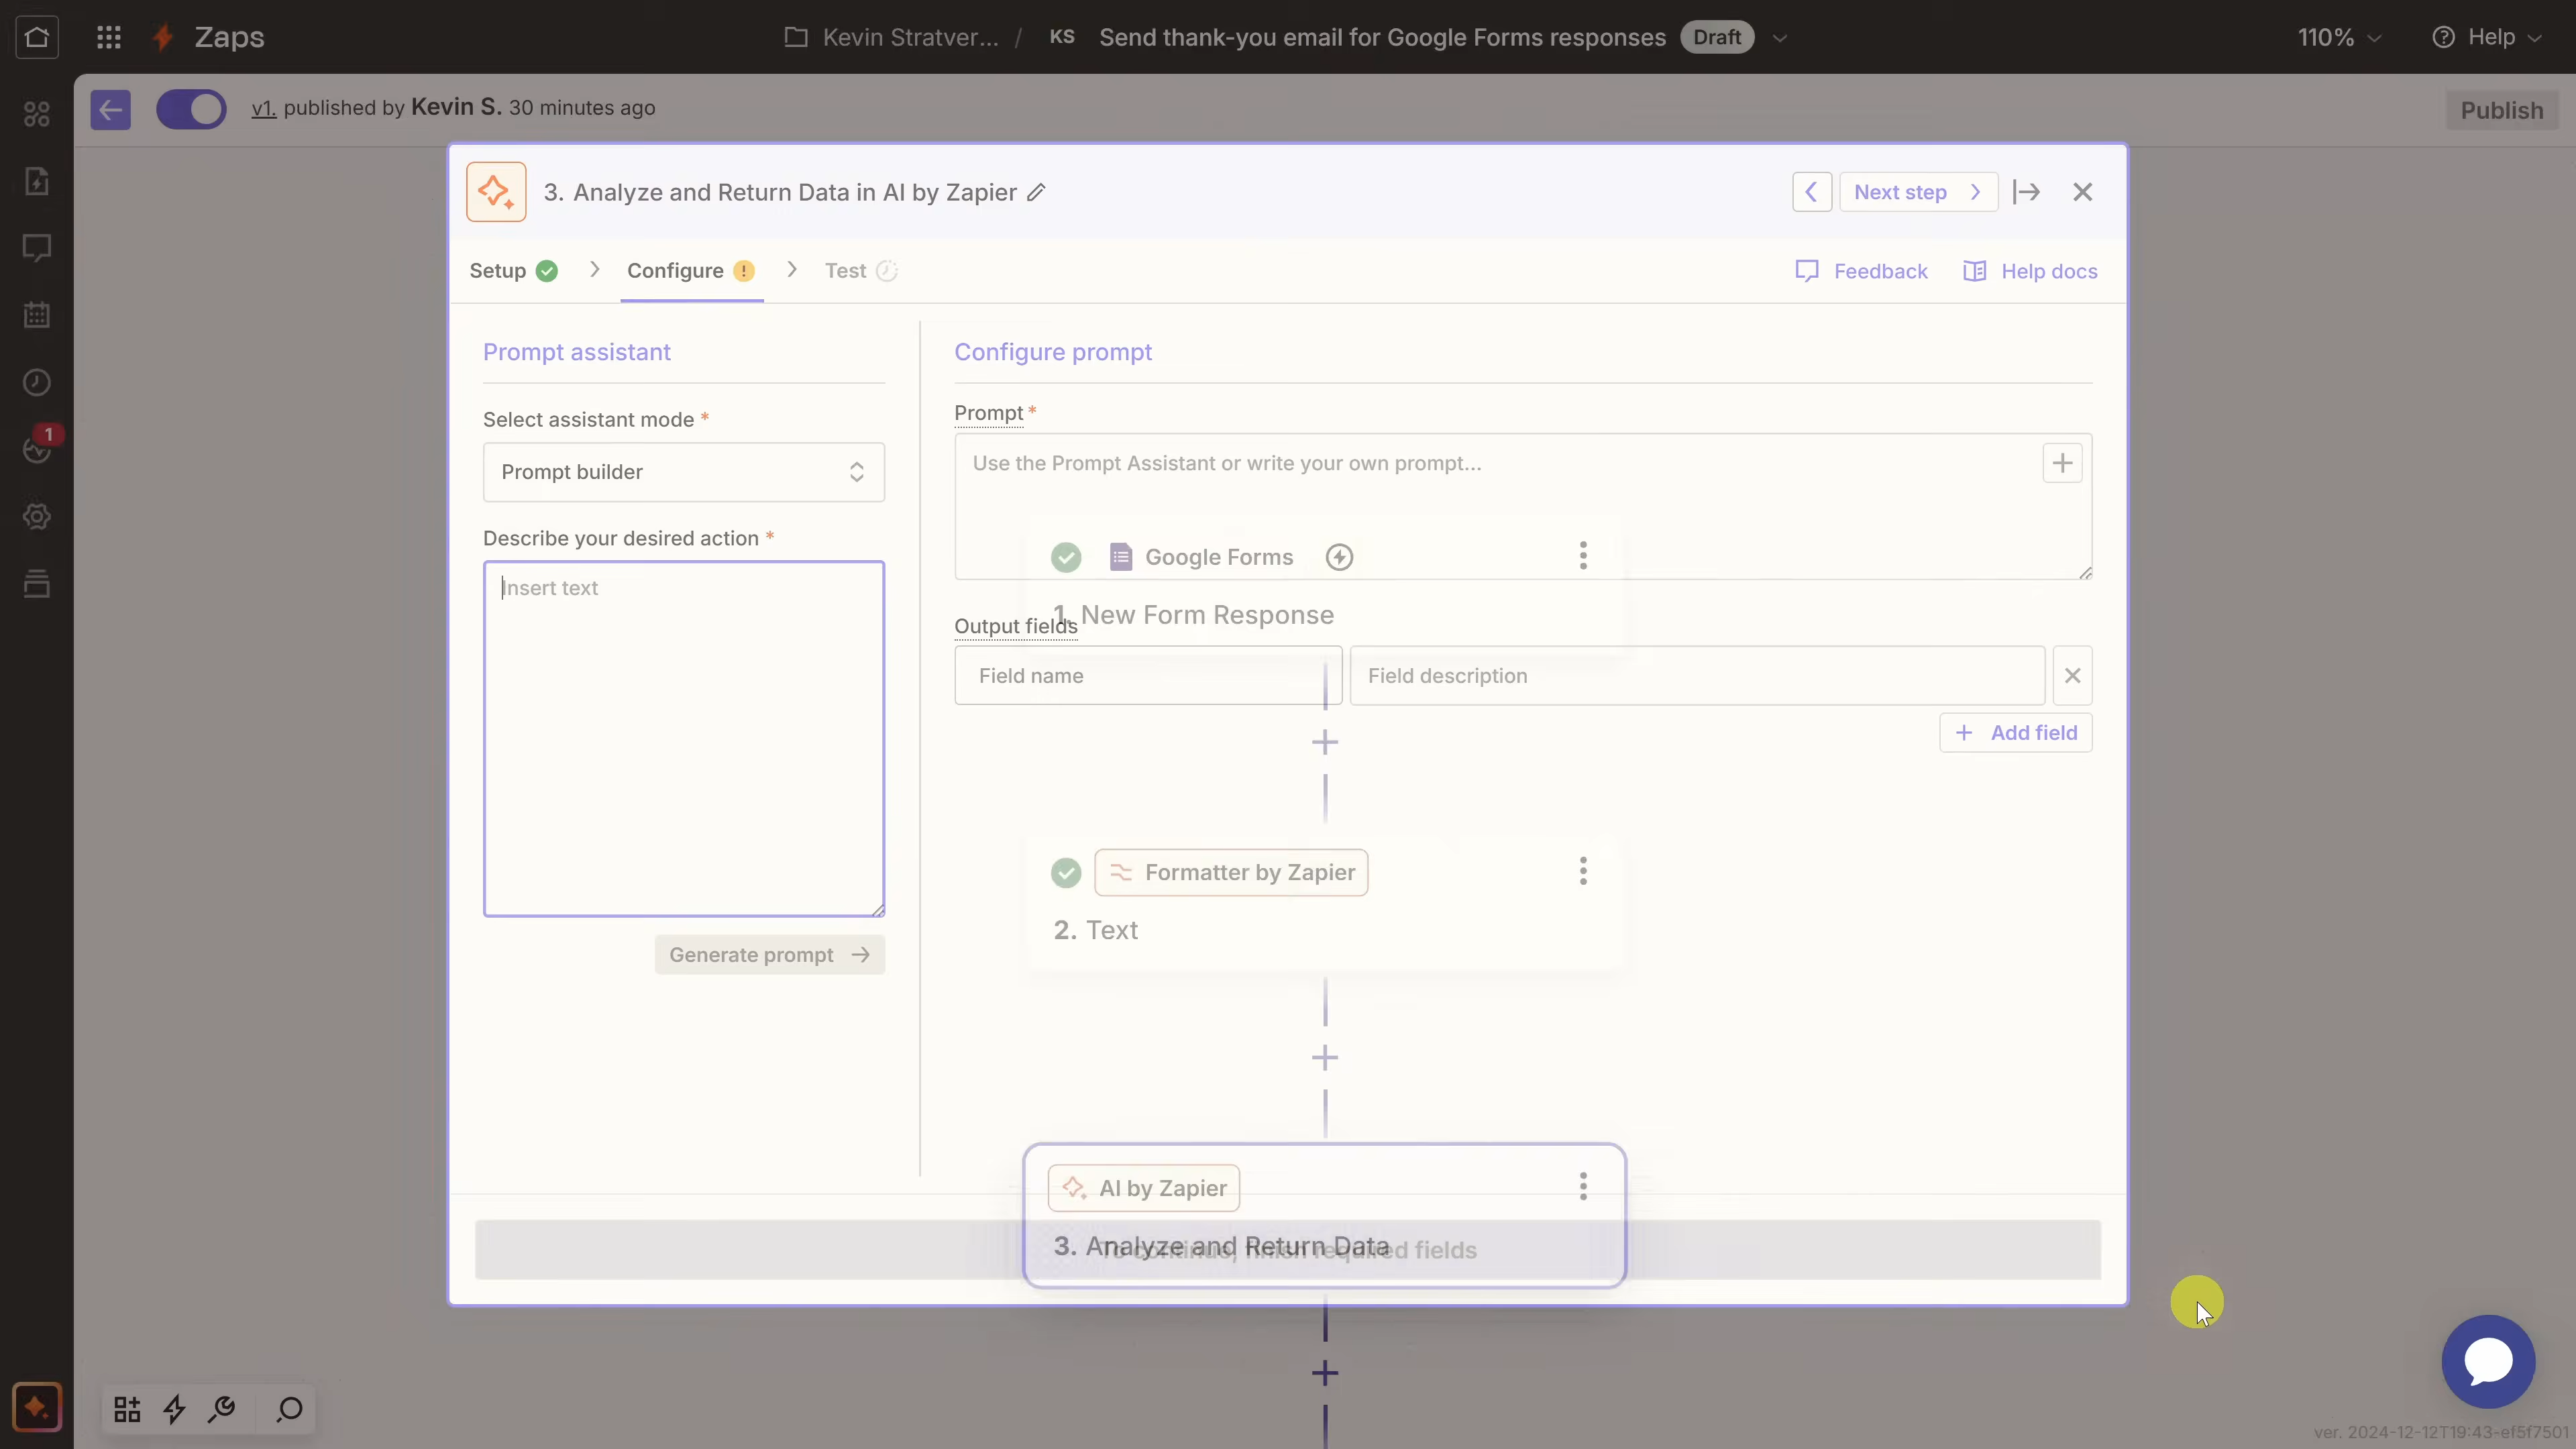 Zaps
Kevin Stratver... / KS Send thank-you email for Google Forms responses Draft
110%
Help
v1. published by Kevin S. 30 minutes ago
Publish
3. Analyze and Return Data in AI by Zapier
Next step
Setup
Configure
Test
Feedback
Help docs
1
Prompt assistant
Select assistant mode *
Prompt builder
Describe your desired action *
Insert text
Generate prompt
Configure prompt
Prompt *
Use the Prompt Assistant or write your own prompt...
Google Forms
1. New Form Response
Output fields
Field name
Field description
Add field
Formatter by Zapier
2. Text
AI by Zapier
3. Analyze and Return Data
To continue, finish required fields
ver. 2024-12-12T19:43-ef5f7501